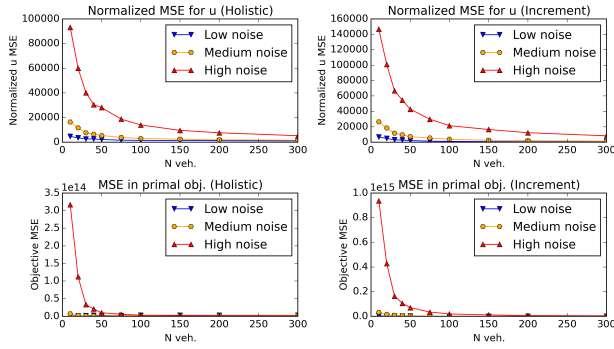 Normalized MSE for u (Holistic)
Normalized u MSE
100000
80000
60000
40000
20000
0
Low noise
Medium noise
High noise
0 50 100 150 200 250 300
N veh.
Normalized MSE for u (Increment)
Normalized u MSE
160000
140000
120000
100000
80000
60000
40000
20000
0
Low noise
Medium noise
High noise
0 50 100 150 200 250 300
N veh.
1e14
MSE in primal obj. (Holistic)
Objective MSE
3.5
3.0
2.5
2.0
1.5
1.0
0.5
0.0
Low noise
Medium noise
High noise
0 50 100 150 200 250 300
N veh.
1e15
MSE in primal obj. (Increment)
Objective MSE
1.0
0.8
0.6
0.4
0.2
0.0
Low noise
Medium noise
High noise
0 50 100 150 200 250 300
N veh.